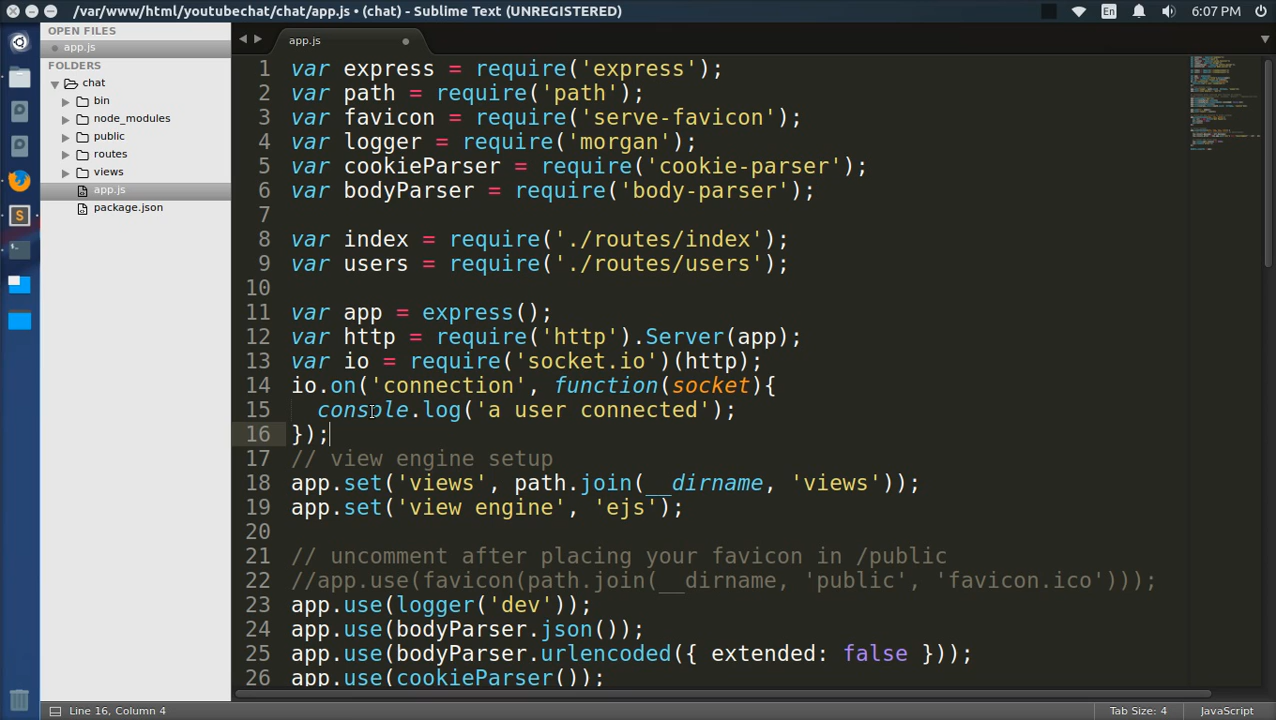 /var/www/html/youtubechat/chat/app.js • (chat) - Sublime Text (UNREGISTERED)
En
6:07 PM
OPEN FILES
app.js
FOLDERS
chat
bin
node_modules
public
routes
views
app.js
package.json
app.js
1 var express = require('express');
2 var path = require('path');
3 var favicon = require('serve-favicon');
4 var logger = require('morgan');
5 var cookieParser = require('cookie-parser');
6 var bodyParser = require('body-parser');
7
8 var index = require('./routes/index');
9 var users = require('./routes/users');
10
11 var app = express();
12 var http = require('http').Server(app);
13 var io = require('socket.io')(http);
14 io.on('connection', function(socket){
15   console.log('a user connected');
16 });
17 // view engine setup
18 app.set('views', path.join(__dirname, 'views'));
19 app.set('view engine', 'ejs');
20
21 // uncomment after placing your favicon in /public
22 //app.use(favicon(path.join(__dirname, 'public', 'favicon.ico')));
23 app.use(logger('dev'));
24 app.use(bodyParser.json());
25 app.use(bodyParser.urlencoded({ extended: false }));
26 app.use(cookieParser());
Line 16, Column 4
Tab Size: 4
JavaScript